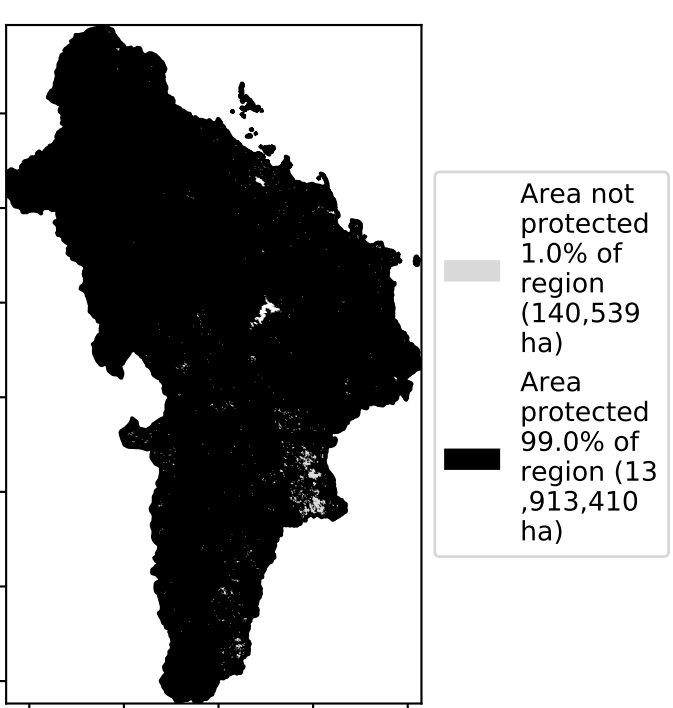 Area not
protected
1.0% of
region
(140,539
ha)
Area
protected
99.0% of
region (13
,913,410
ha)